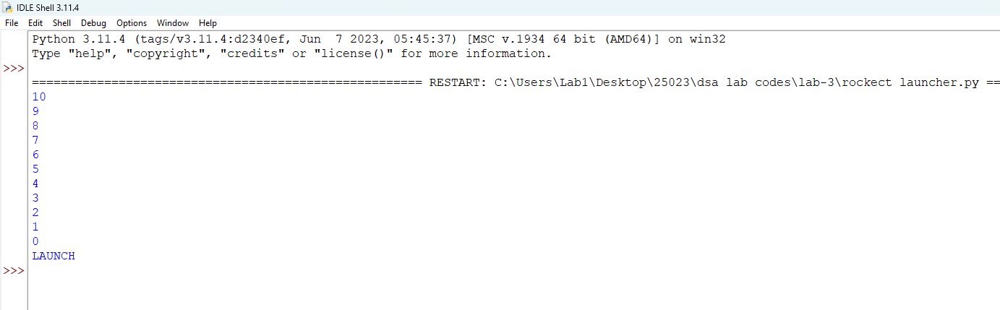 IDLE Shell 3.11.4
File Edit Shell Debug Options Window Help
Python 3.11.4 (tags/v3.11.4:d2340ef, Jun  7 2023, 05:45:37) [MSC v.1934 64 bit (AMD64)] on win32
Type "help", "copyright", "credits" or "license()" for more information.
>>>
====================================================== RESTART: C:\Users\Lab1\Desktop\25023\dsa lab codes\lab-3\rockect launcher.py ==
10
9
8
7
6
5
4
3
2
1
0
LAUNCH
>>>